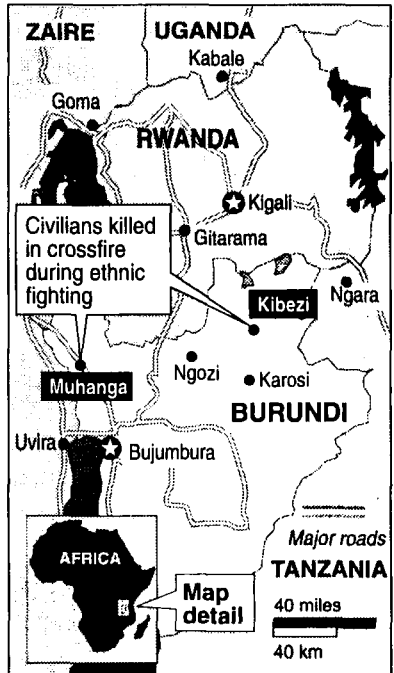 ZAIRE
UGANDA
Kabale
Goma
RWANDA
Kigali
Gitarama
Civilians killed
in crossfire
during ethnic
fighting
Kibezi
Ngara
Ngozi
Karosi
Muhanga
BURUNDI
Uvira
Bujumbura
Major roads
AFRICA
TANZANIA
Map
detail
40 miles
40 km